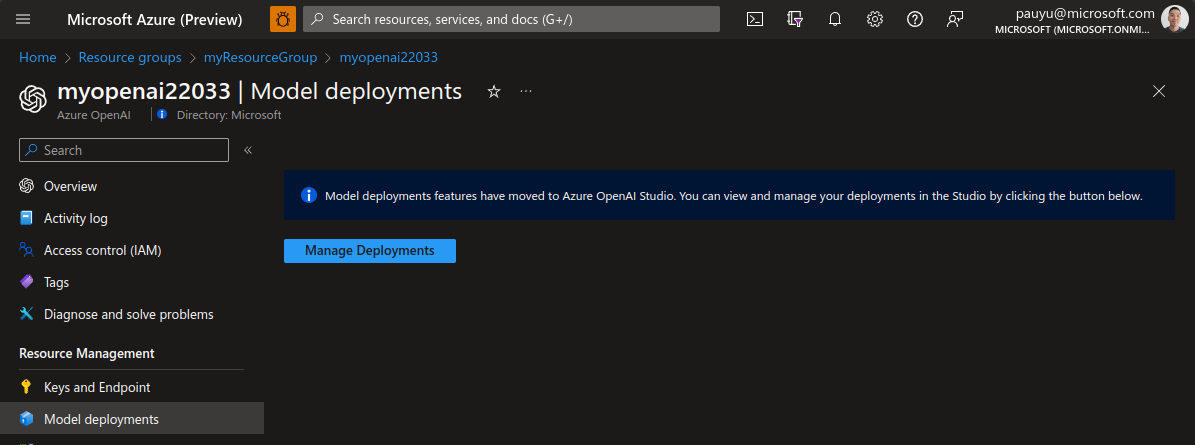 Microsoft Azure (Preview)
Search resources, services, and docs (G+/)
pauyu@microsoft.com
MICROSOFT (MICROSOFT.ONMI...
Home > Resource groups > myResourceGroup > myopenai22033
myopenai22033 | Model deployments
Azure OpenAI
Directory: Microsoft
Search
Overview
Activity log
Access control (IAM)
Tags
Diagnose and solve problems
Resource Management
Keys and Endpoint
Model deployments
Model deployments features have moved to Azure OpenAI Studio. You can view and manage your deployments in the Studio by clicking the button below.
Manage Deployments